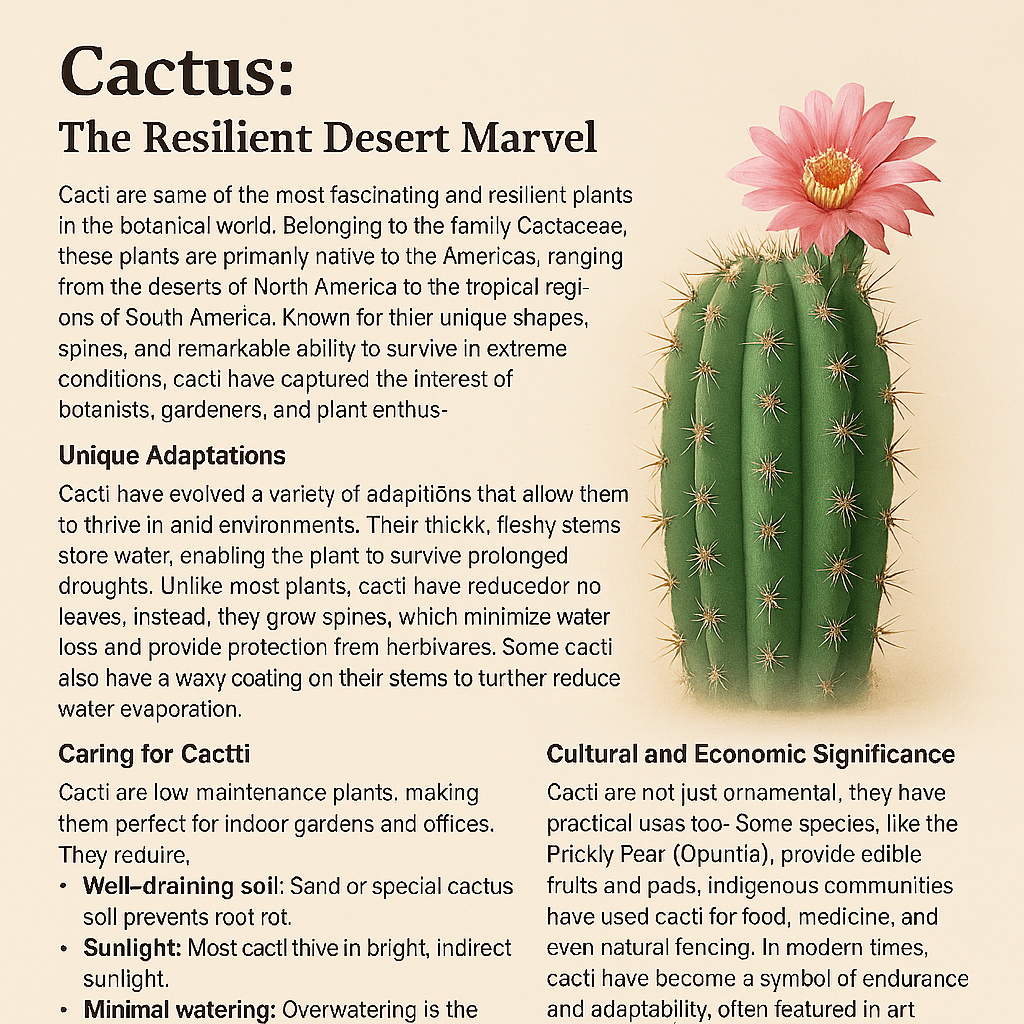 Cactus:
The Resilient Desert Marvel
Cacti are same of the most fascinating and resilient plants
in the botanical world. Belonging to the family Cactaceae,
these plants are primanly native to the Americas, ranging
from the deserts of North America to the tropical regi-
ons of South America. Known for thier unique shapes,
spines, and remarkable ability to survive in extreme
conditions, cacti have captured the interest of
botanists, gardeners, and plant enthus-
Unique Adaptations
Cacti have evolved a variety of adapitiōns that allow them
to thrive in anid environments. Their thickk, fleshy stems
store water, enabling the plant to survive prolonged
droughts. Unlike most plants, cacti have reducedor no
leaves, instead, they grow spines, which minimize water
loss and provide protection frem herbivares. Some cacti
also have a waxy coating on their stems to turther reduce
water evaporation.
Caring for Cactti
Cacti are low maintenance plants. making
them perfect for indoor gardens and offices.
They reduire,
• Well–draining soil: Sand or special cactus
soll prevents root rot.
• Sunlight: Most cactl thive in bright, indirect
sunlight.
• Minimal watering: Overwatering is the
Cultural and Economic Significance
Cacti are not just ornamental, they have
practical usas too- Some species, like the
Prickly Pear (Opuntia), provide edible
fruits and pads, indigenous communities
have used cacti for food, medicine, and
even natural fencing. In modern times,
cacti have become a symbol of endurance
and adaptability, often featured in art